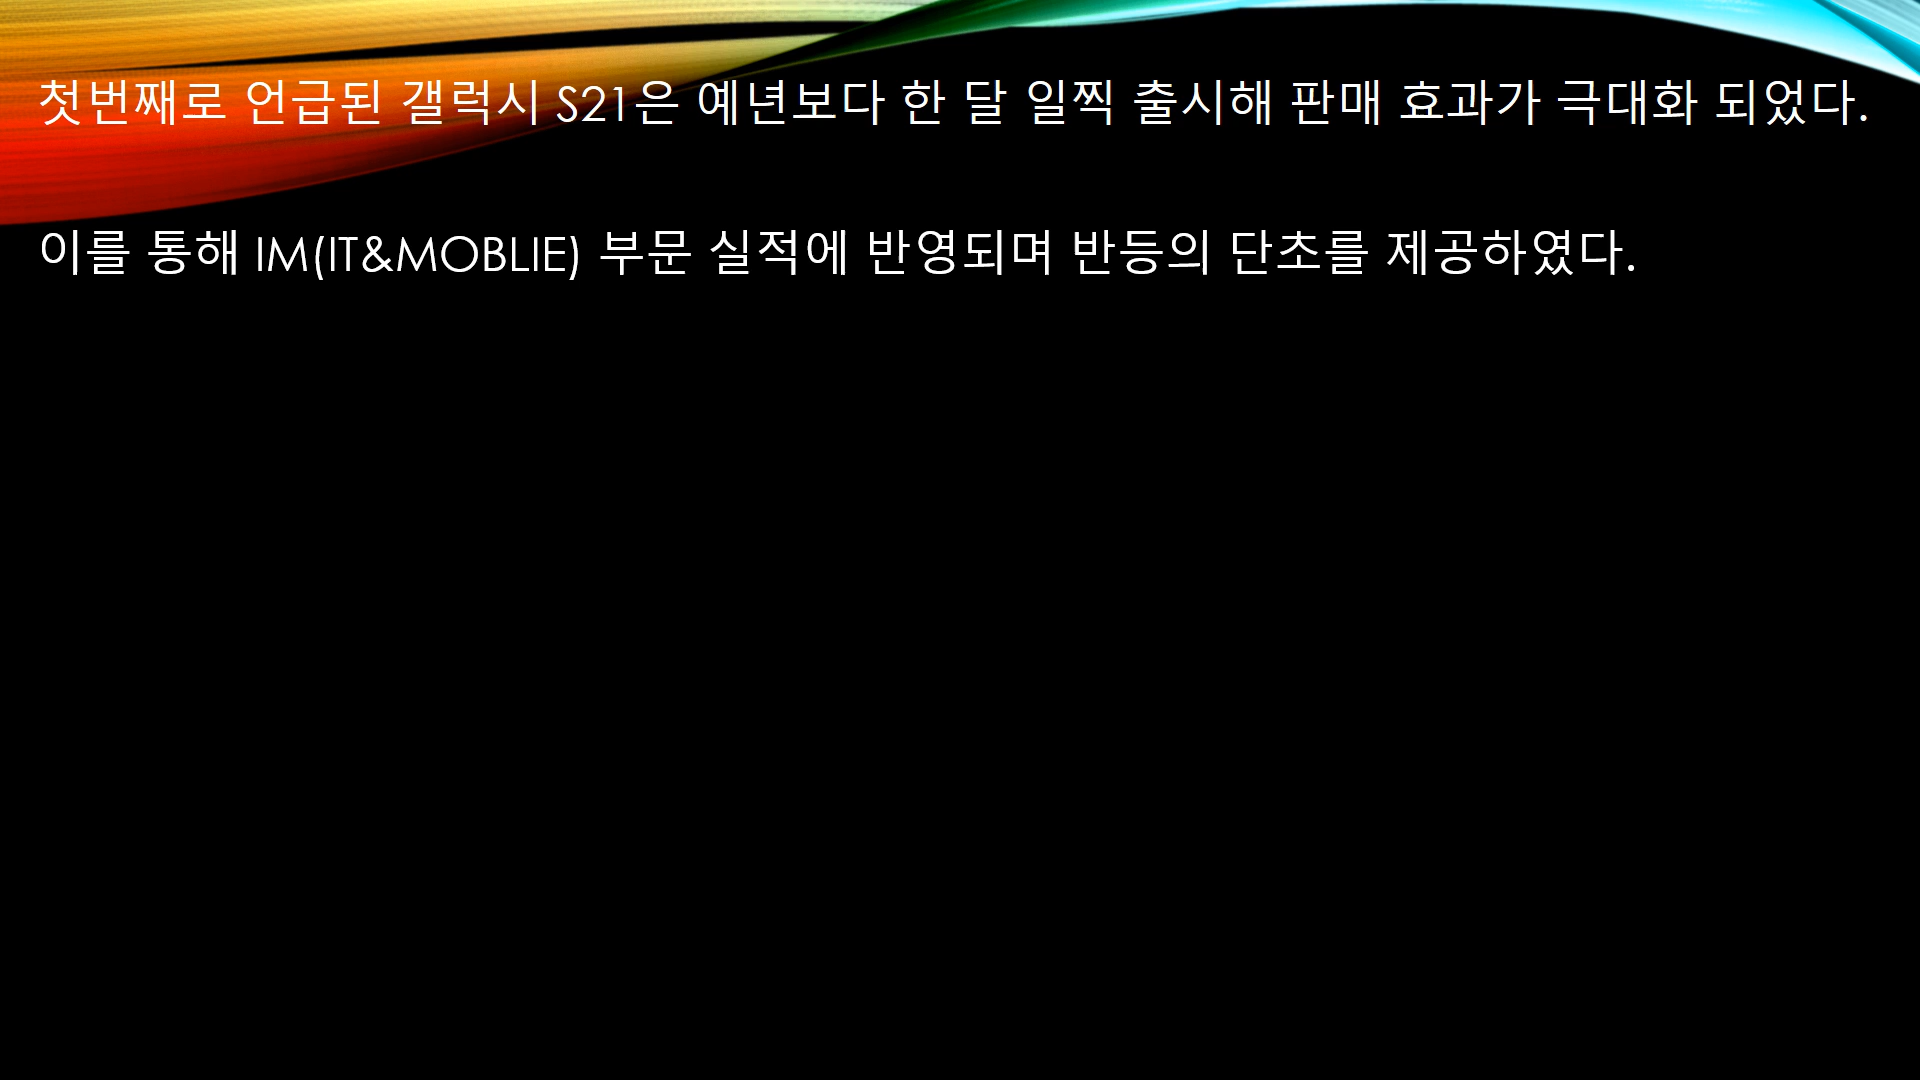 첫번째로 언급된 갤럭시 S21은 예년보다 한 달 일찍 출시해 판매 효과가 극대화 되었다.
이를 통해 IM(IT&MOBLIE) 부문 실적에 반영되며 반등의 단초를 제공하였다.